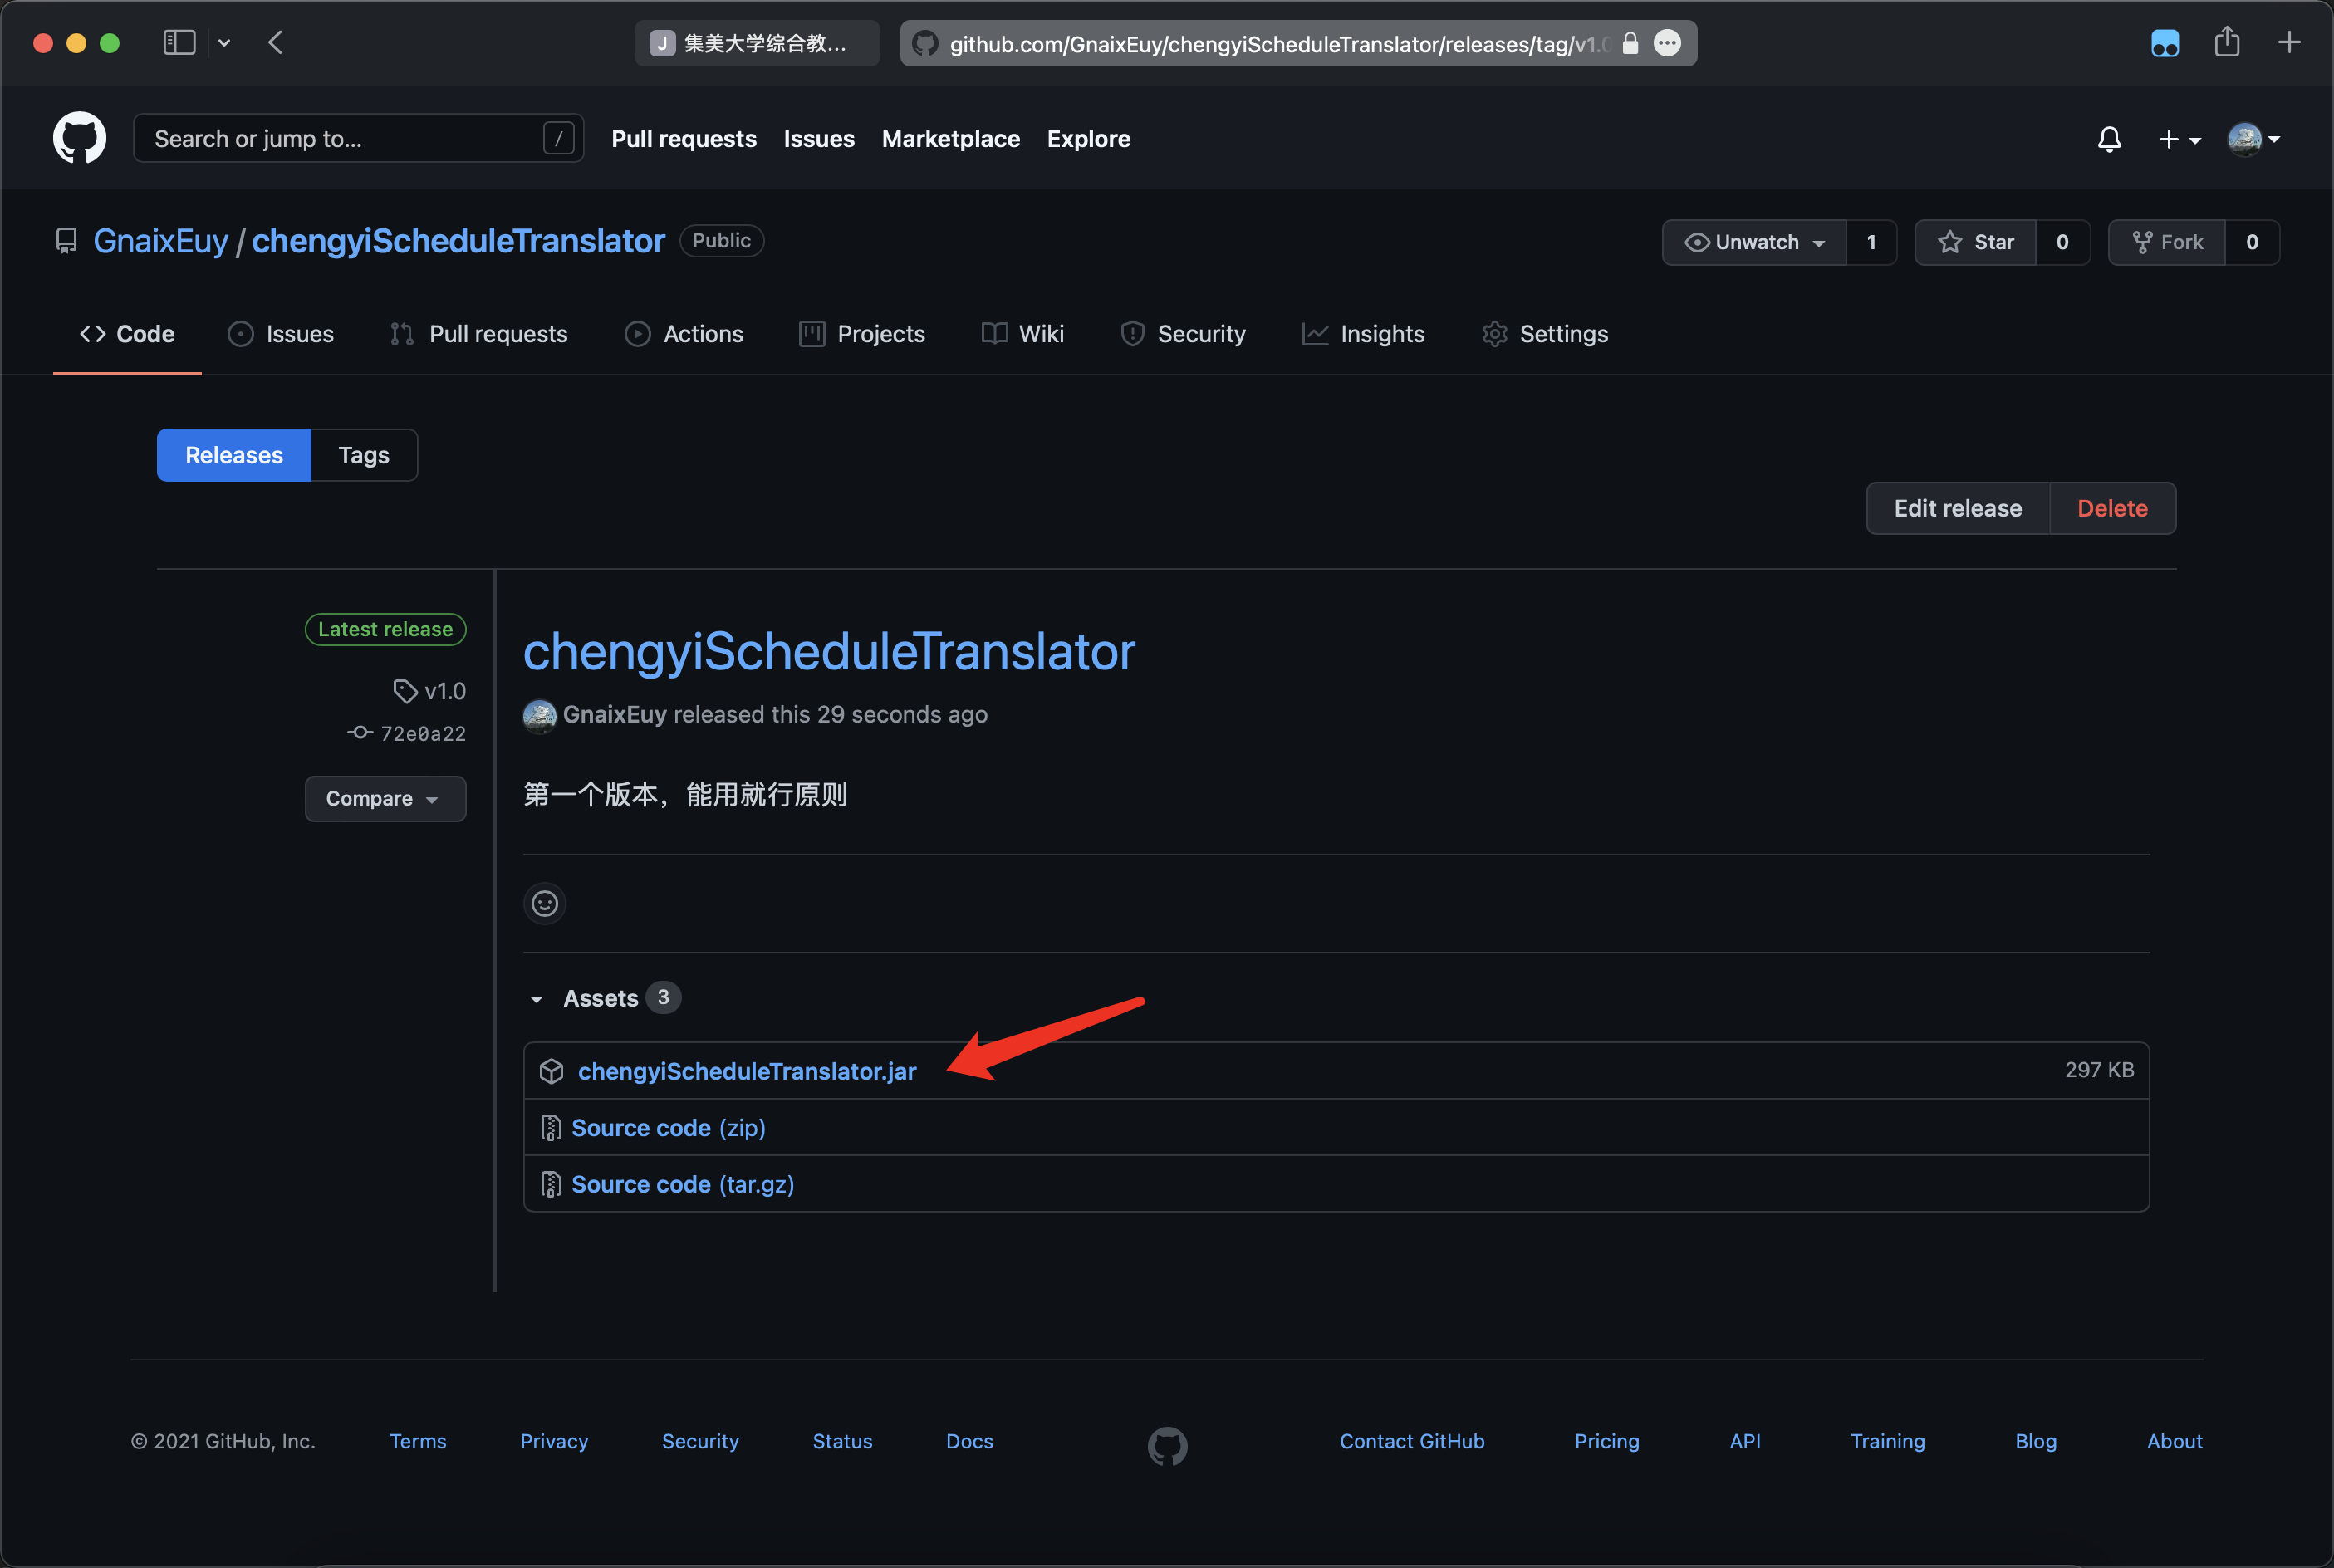 J 集美大学综合教...
github.com/GnaixEuy/chengyiScheduleTranslator/releases/tag/v1.0
Search or jump to... /
Pull requests Issues Marketplace Explore
GnaixEuy / chengyiScheduleTranslator Public
Unwatch 1 Star 0 Fork 0
Code Issues Pull requests Actions Projects Wiki Security Insights Settings
Releases Tags
Edit release Delete
Latest release
v1.0
72e0a22
Compare
chengyiScheduleTranslator
GnaixEuy released this 29 seconds ago
第一个版本，能用就行原则
Assets 3
chengyiScheduleTranslator.jar 297 KB
Source code (zip)
Source code (tar.gz)
© 2021 GitHub, Inc. Terms Privacy Security Status Docs Contact GitHub Pricing API Training Blog About